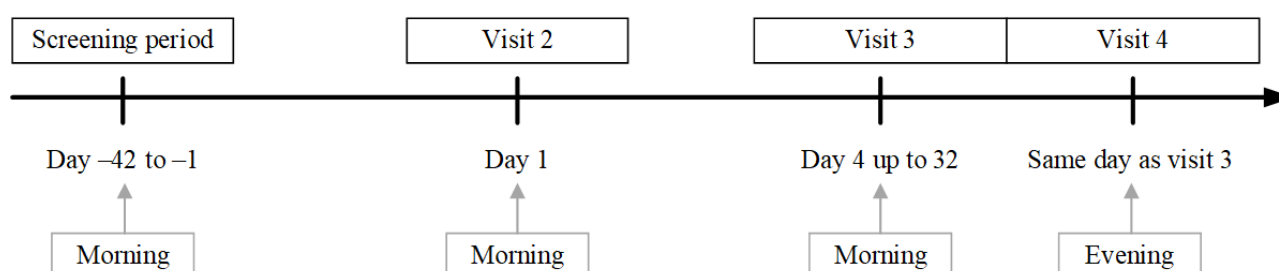 Screening period
Visit 2
Visit 3
Visit 4
Day –42 to –1
Day 1
Day 4 up to 32
Same day as visit 3
Morning
Morning
Morning
Evening